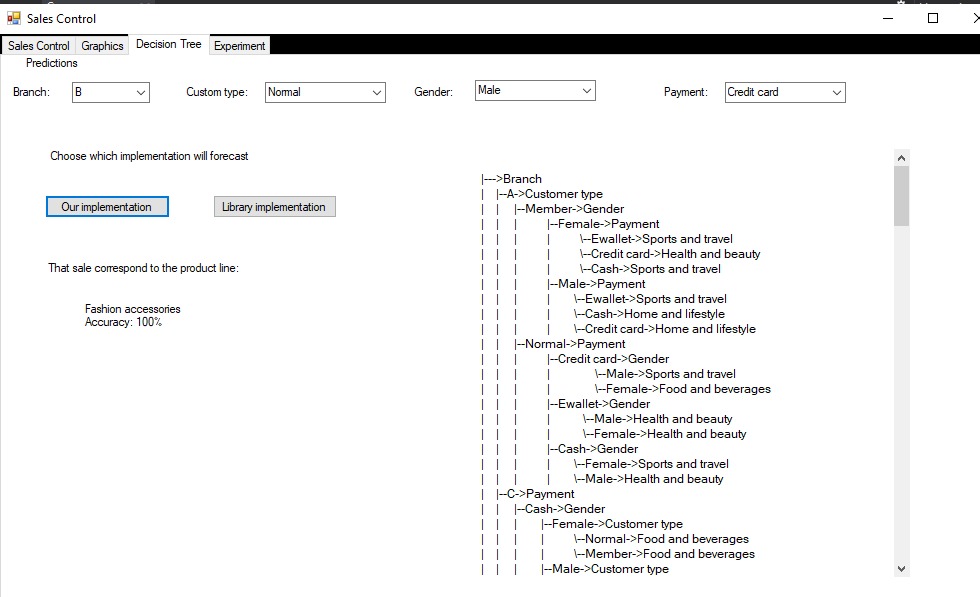 Sales Control
Sales Control Graphics Decision Tree Experiment
Predictions
Branch: B Custom type: Normal Gender: Male Payment: Credit card
Choose which implementation will forecast
Our implementation Library implementation
That sale correspond to the product line:
Fashion accessories
Accuracy: 100%
|--->Branch
| |--A->Customer type
| | |--Member->Gender
| | | |--Female->Payment
| | | | \--Ewallet->Sports and travel
| | | | \--Credit card->Health and beauty
| | | | \--Cash->Sports and travel
| | | |--Male->Payment
| | | | \--Ewallet->Sports and travel
| | | | \--Cash->Home and lifestyle
| | | | \--Credit card->Home and lifestyle
| | |--Normal->Payment
| | | |--Credit card->Gender
| | | | \--Male->Sports and travel
| | | | \--Female->Food and beverages
| | | |--Ewallet->Gender
| | | | \--Male->Health and beauty
| | | | \--Female->Health and beauty
| | | |--Cash->Gender
| | | | \--Female->Sports and travel
| | | | \--Male->Health and beauty
| |--C->Payment
| | |--Cash->Gender
| | | |--Female->Customer type
| | | | \--Normal->Food and beverages
| | | | \--Member->Food and beverages
| | | |--Male->Customer type